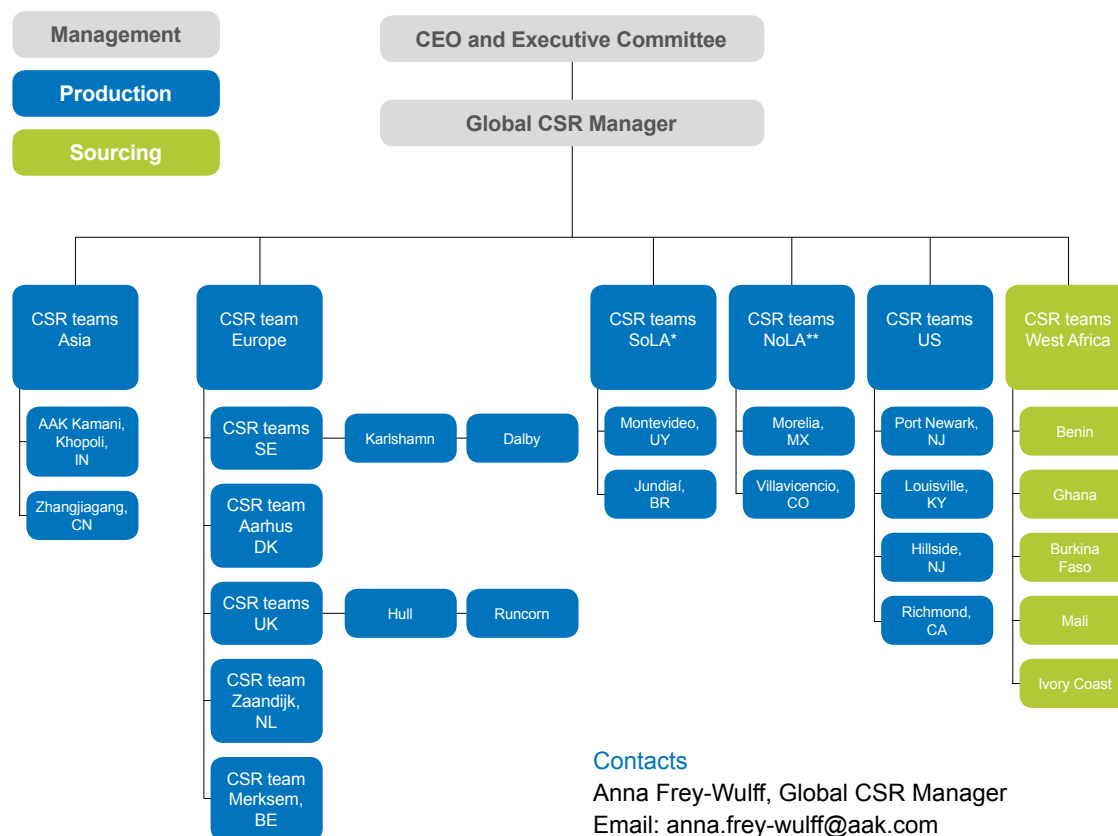 Management
Production
Sourcing
CEO and Executive Committee
Global CSR Manager
CSR teams
Asia
AAK Kamani,
Khopoli,
IN
Zhangjiagang,
CN
CSR team
Europe
CSR teams
SE
Karlshamn
Dalby
CSR team
Aarhus
DK
CSR teams
UK
Hull
Runcorn
CSR team
Zaandijk,
NL
CSR team
Merksem,
BE
CSR teams
SoLA*
Montevideo,
UY
Jundiaí,
BR
CSR teams
NoLA**
Morelia,
MX
Villavicencio,
CO
CSR teams
US
Port Newark,
NJ
Louisville,
KY
Hillside,
NJ
Richmond,
CA
CSR teams
West Africa
Benin
Ghana
Burkina
Faso
Mali
Ivory Coast
Contacts
Anna Frey-Wulff, Global CSR Manager
Email: anna.frey-wulff@aak.com